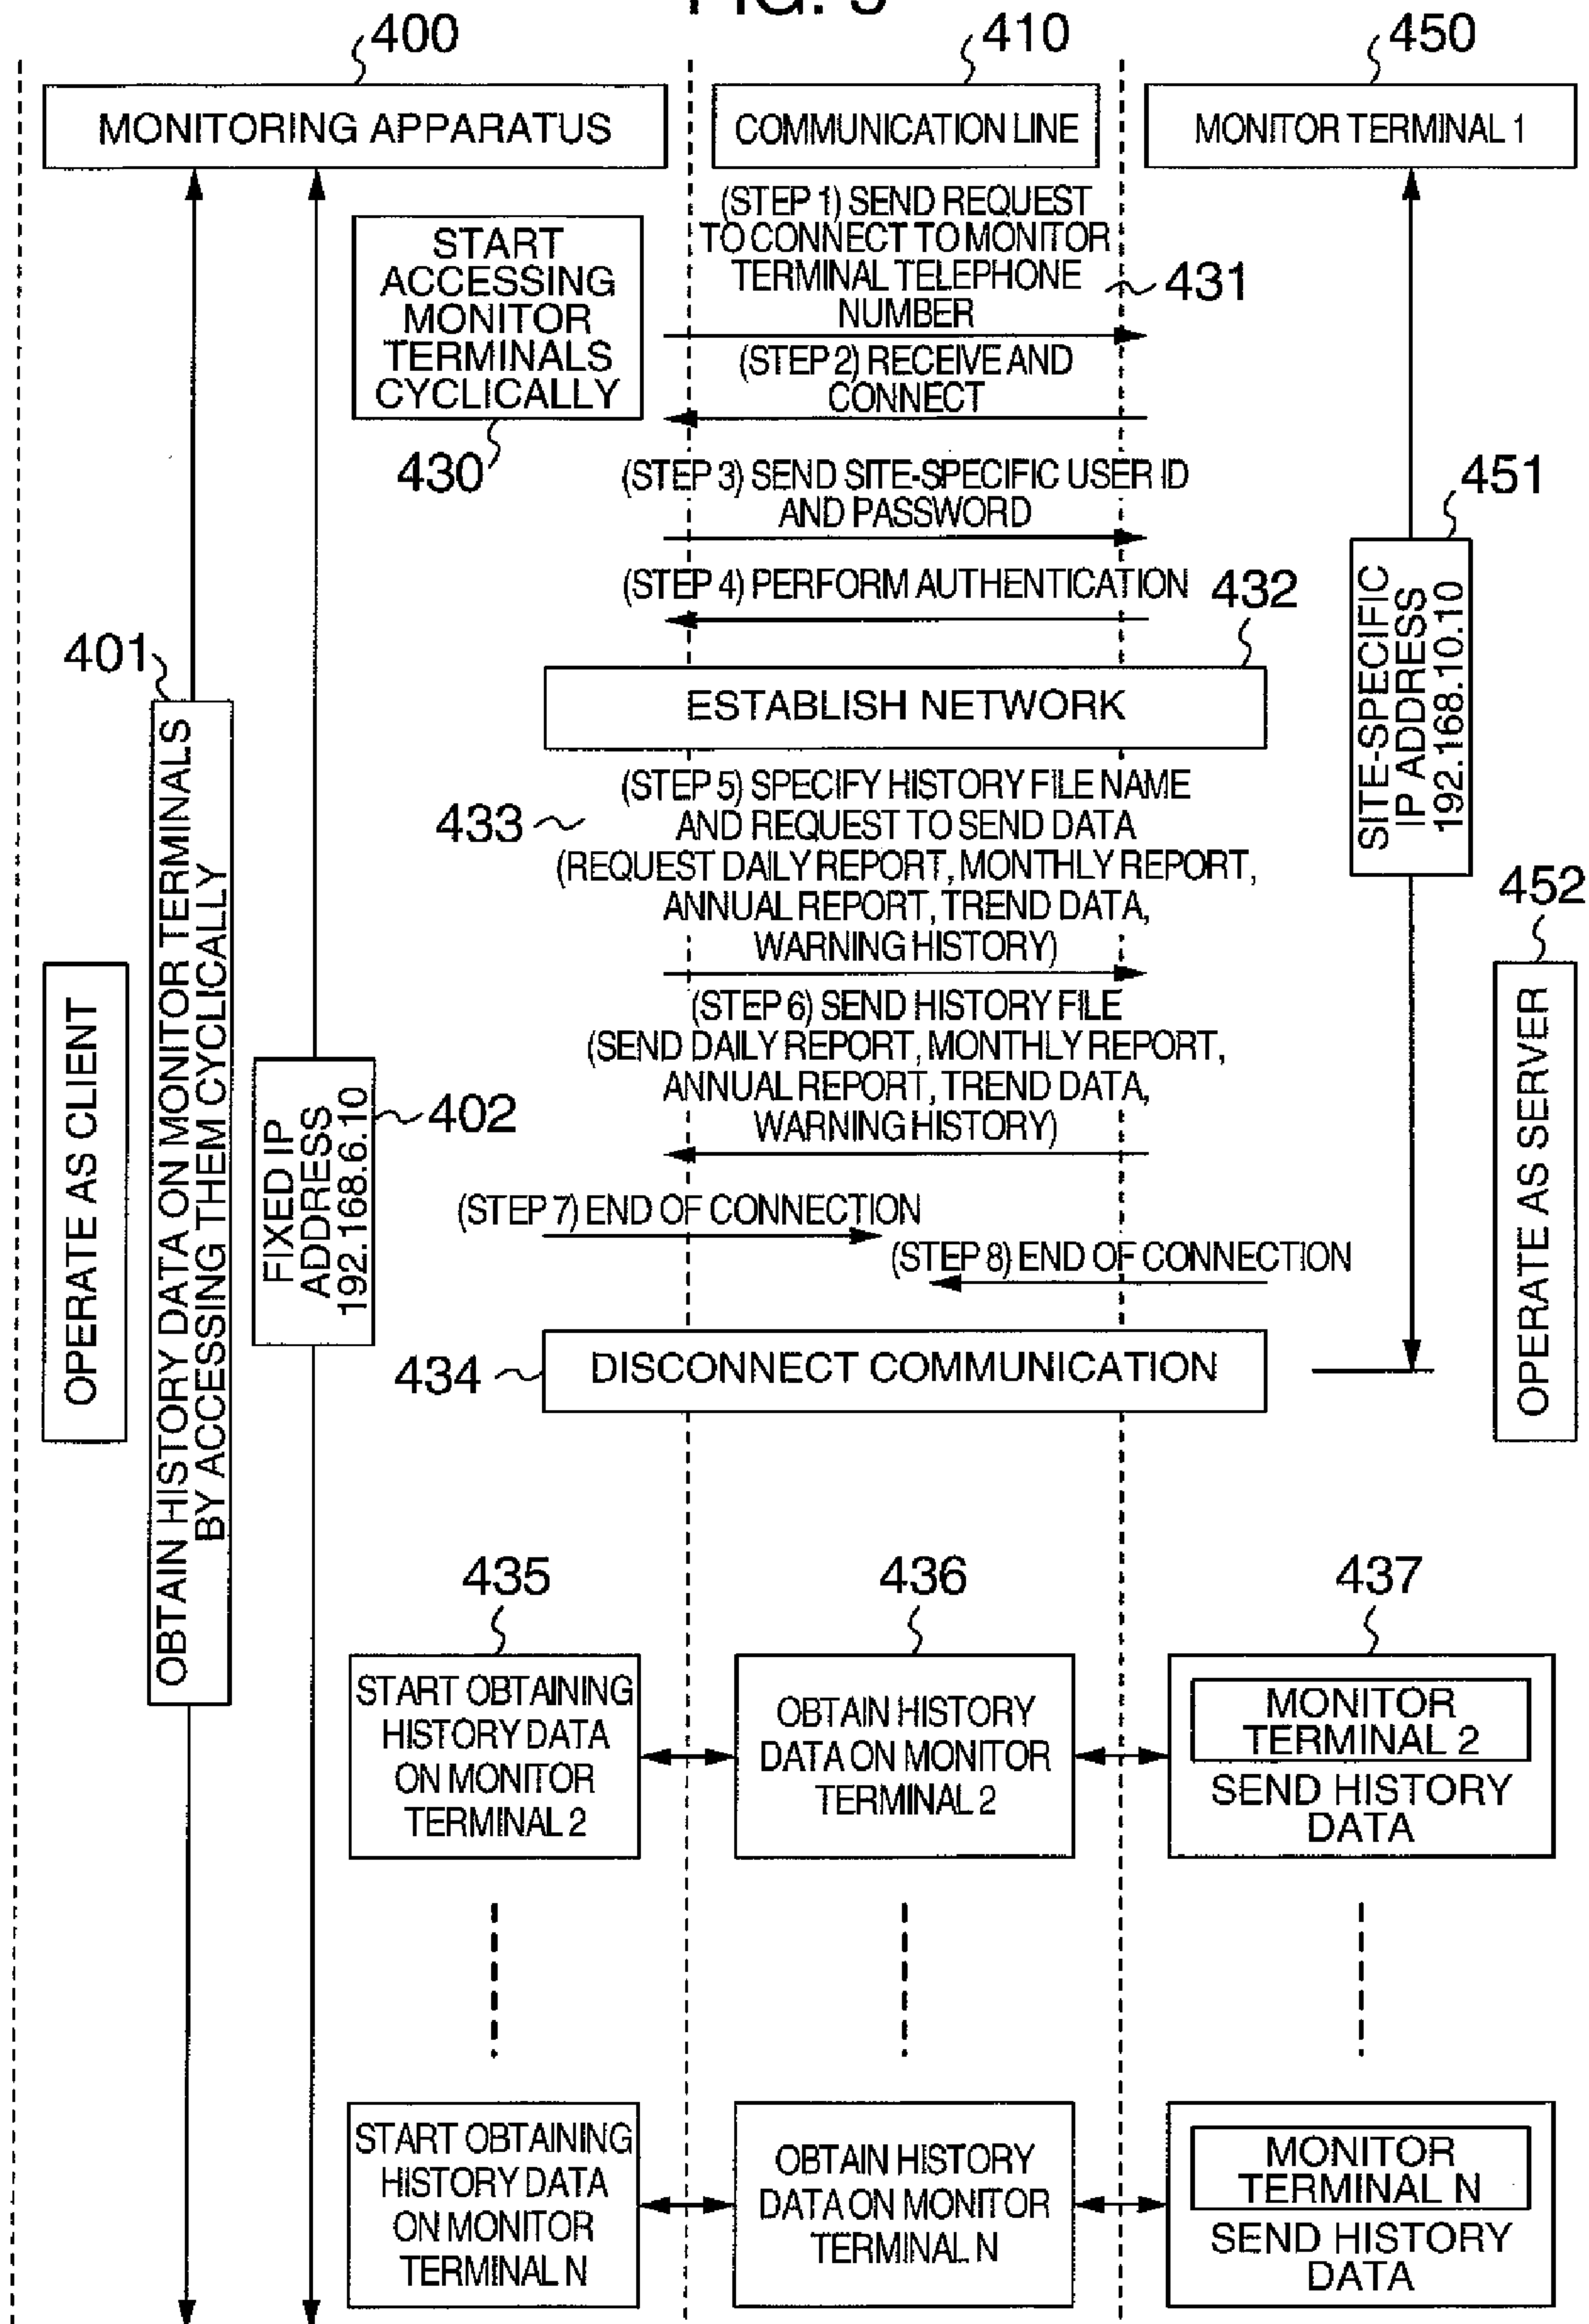 FIG. 5
400
410
450
MONITORING APPARATUS
COMMUNICATION LINE
MONITOR TERMINAL 1
START
ACCESSING
MONITOR
TERMINALS
CYCLICALLY
430
(STEP 1) SEND REQUEST
TO CONNECT TO MONITOR
TERMINAL TELEPHONE
NUMBER
431
(STEP 2) RECEIVE AND
CONNECT
(STEP 3) SEND SITE-SPECIFIC USER ID
AND PASSWORD
451
(STEP 4) PERFORM AUTHENTICATION
432
SITE-SPECIFIC
IP ADDRESS
192.168.10.10
401
ESTABLISH NETWORK
(STEP 5) SPECIFY HISTORY FILE NAME
AND REQUEST TO SEND DATA
(REQUEST DAILY REPORT, MONTHLY REPORT,
ANNUAL REPORT, TREND DATA,
WARNING HISTORY)
433
452
OPERATE AS CLIENT
OBTAIN HISTORY DATA ON MONITOR TERMINALS
BY ACCESSING THEM CYCLICALLY
FIXED IP
ADDRESS
192.168.6.10
402
OPERATE AS SERVER
(STEP 6) SEND HISTORY FILE
(SEND DAILY REPORT, MONTHLY REPORT,
ANNUAL REPORT, TREND DATA,
WARNING HISTORY)
(STEP 7) END OF CONNECTION
(STEP 8) END OF CONNECTION
434
DISCONNECT COMMUNICATION
435
436
437
START OBTAINING
HISTORY DATA
ON MONITOR
TERMINAL 2
OBTAIN HISTORY
DATA ON MONITOR
TERMINAL 2
MONITOR
TERMINAL 2
SEND HISTORY
DATA
START OBTAINING
HISTORY DATA
ON MONITOR
TERMINAL N
OBTAIN HISTORY
DATA ON MONITOR
TERMINAL N
MONITOR
TERMINAL N
SEND HISTORY
DATA